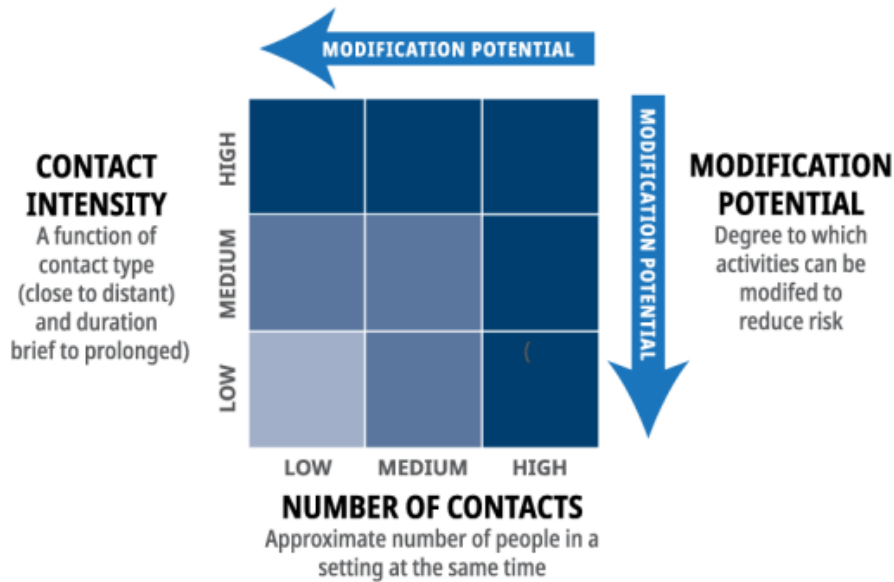 MODIFICATION POTENTIAL
CONTACT
INTENSITY
A function of
contact type
(close to distant)
and duration
brief to prolonged)
HIGH
MEDIUM
LOW
(
LOW MEDIUM HIGH
NUMBER OF CONTACTS
Approximate number of people in a
setting at the same time
MODIFICATION POTENTIAL
MODIFICATION
POTENTIAL
Degree to which
activities can be
modifed to
reduce risk